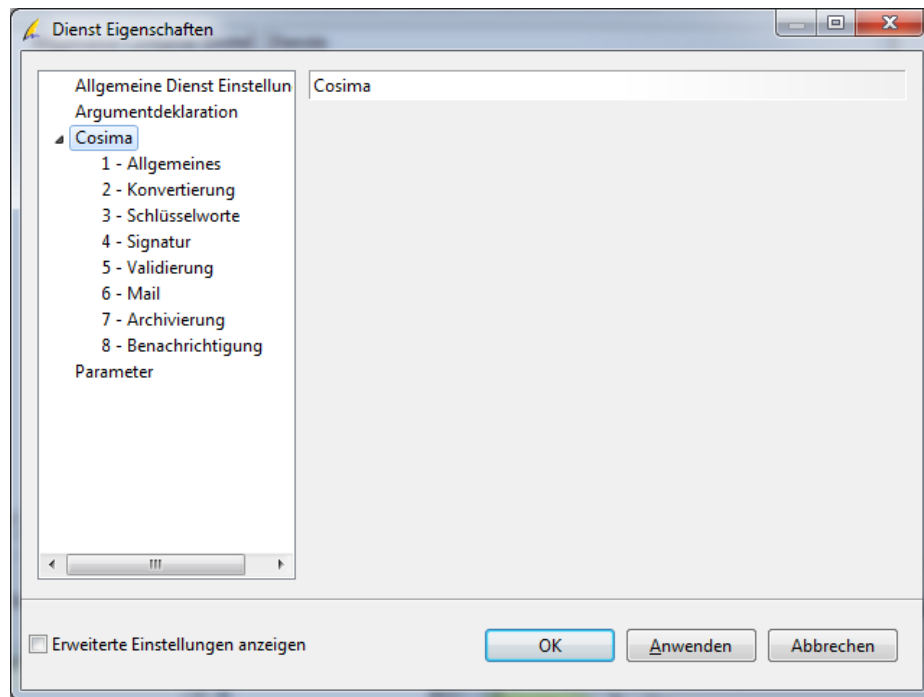 Dienst Eigenschaften
Allgemeine Dienst Einstellun
Argumentdeklaration
Cosima
1 - Allgemeines
2 - Konvertierung
3 - Schlüsselworte
4 - Signatur
5 - Validierung
6 - Mail
7 - Archivierung
8 - Benachrichtigung
Parameter
Cosima
Erweiterte Einstellungen anzeigen
OK
Anwenden
Abbrechen